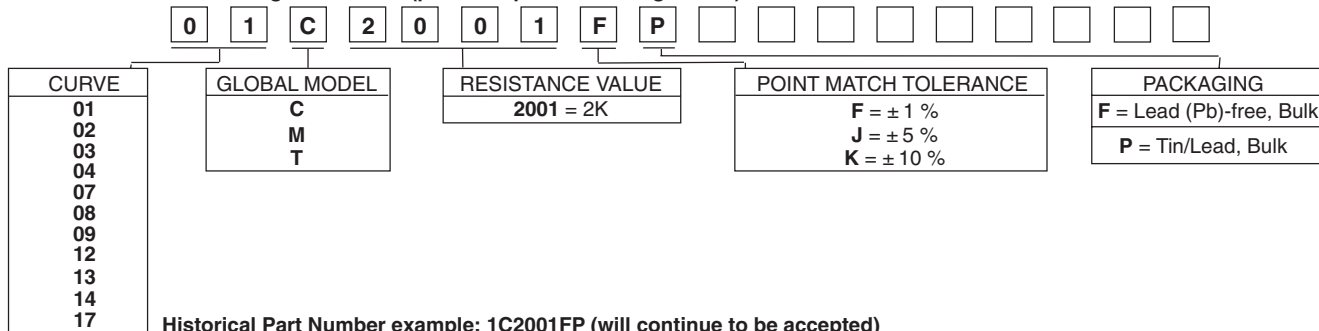 0 1 C 2 0 0 1 F P
CURVE
01
02
03
04
07
08
09
12
13
14
17
GLOBAL MODEL
C
M
T
RESISTANCE VALUE
2001 = 2K
POINT MATCH TOLERANCE
F = ± 1 %
J = ± 5 %
K = ± 10 %
PACKAGING
F = Lead (Pb)-free, Bulk
P = Tin/Lead, Bulk
Historical Part Number example: 1C2001FP (will continue to be accepted)